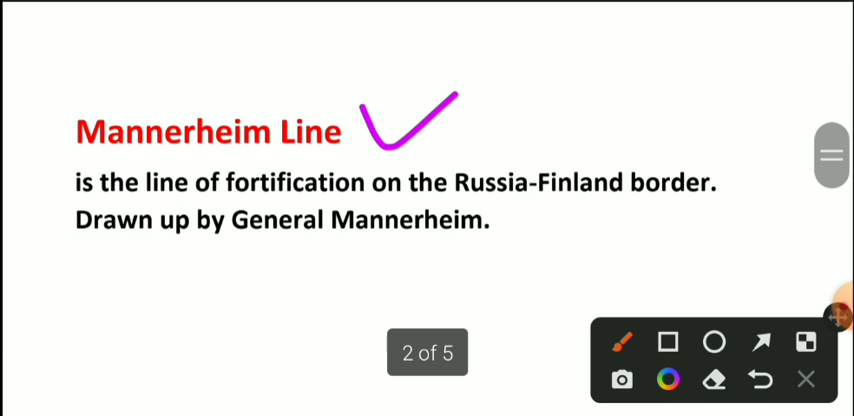 Mannerheim Line
is the line of fortification on the Russia-Finland border.
Drawn up by General Mannerheim.
2 of 5